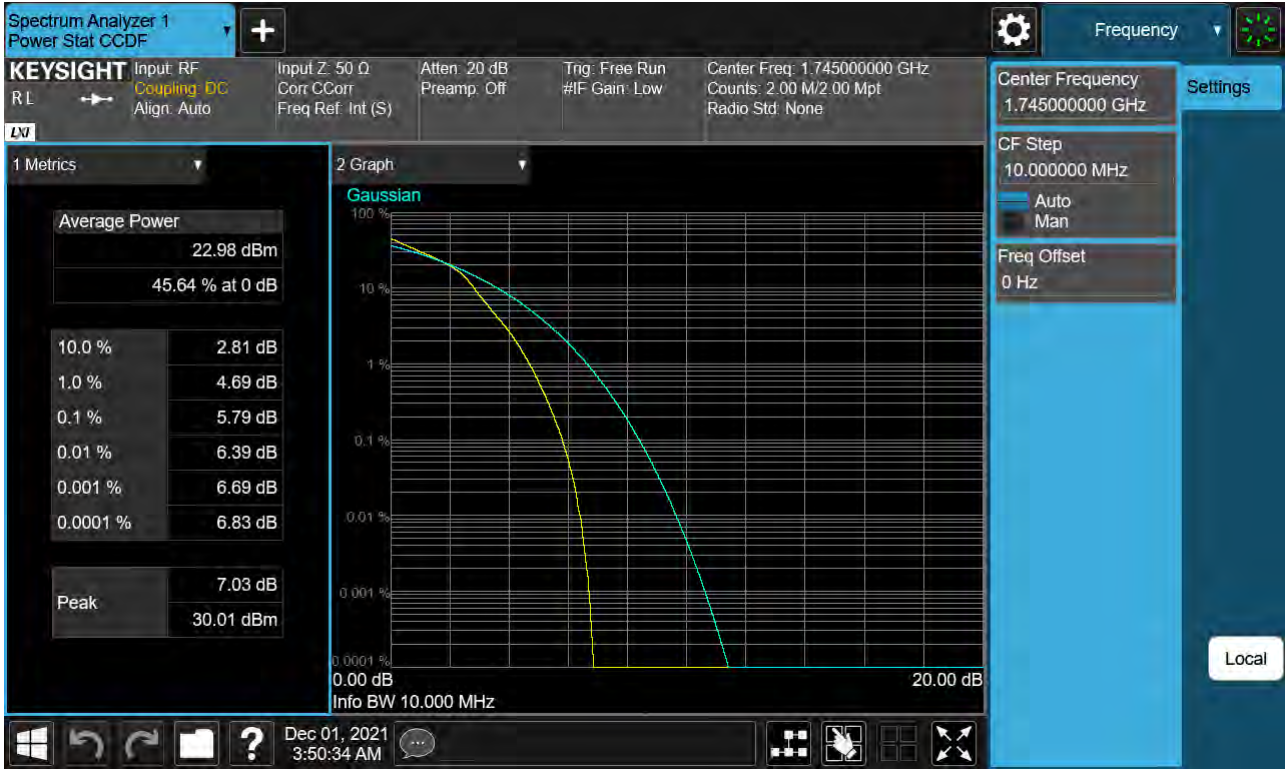 Spectrum Analyzer 1
Power Stat CCDF
+
Frequency
KEYSIGHT
R L
LXI
Input: RF
Coupling: DC
Align: Auto
Input Z: 50 Ω
Corr CCorr
Freq Ref: Int (S)
Atten: 20 dB
Preamp: Off
Trig: Free Run
#IF Gain: Low
Center Freq: 1.745000000 GHz
Counts: 2.00 M/2.00 Mpt
Radio Std: None
Center Frequency
1.745000000 GHz
Settings
CF Step
10.000000 MHz
Auto
Man
Freq Offset
0 Hz
Local
1 Metrics
Average Power
22.98 dBm
45.64 % at 0 dB
10.0 % 2.81 dB
1.0 % 4.69 dB
0.1 % 5.79 dB
0.01 % 6.39 dB
0.001 % 6.69 dB
0.0001 % 6.83 dB
Peak
7.03 dB
30.01 dBm
2 Graph
Gaussian
100 %
10 %
1 %
0.1 %
0.01 %
0.001 %
0.0001 %
0.00 dB 20.00 dB
Info BW 10.000 MHz
?
Dec 01, 2021
3:50:34 AM